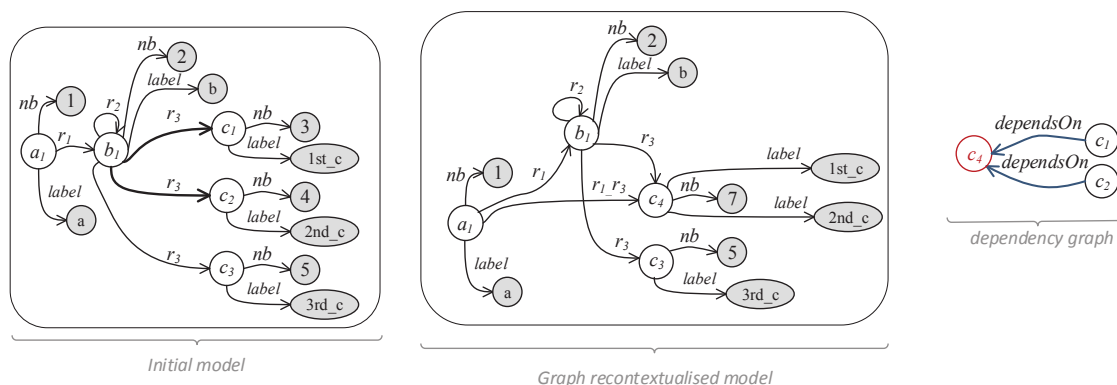 nb
2
label
b
nb
1
r2
r3
c1
nb
3
label
1st_c
a1
r1
b1
r3
c2
nb
4
label
2nd_c
label
a
r3
c3
nb
5
label
3rd_c
Initial model
nb
2
label
b
r2
b1
r3
label
1st_c
nb
1
r1
r1_r3
c4
nb
7
label
2nd_c
a1
r3
c3
nb
5
label
3rd_c
label
a
Graph recontextualised model
dependsOn
c1
c4
dependsOn
c2
dependency graph